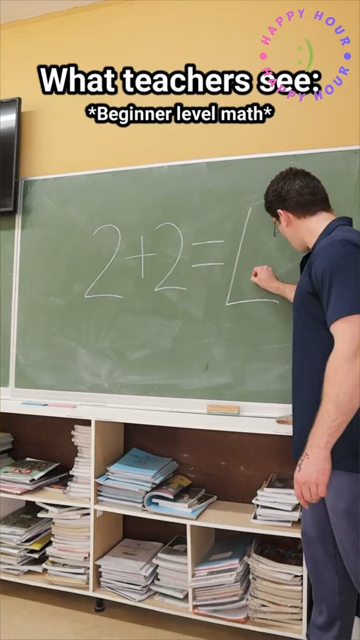 HAPPY HOUR
HAPPY HOUR
:)
What teachers see:
*Beginner level math*
2+2=